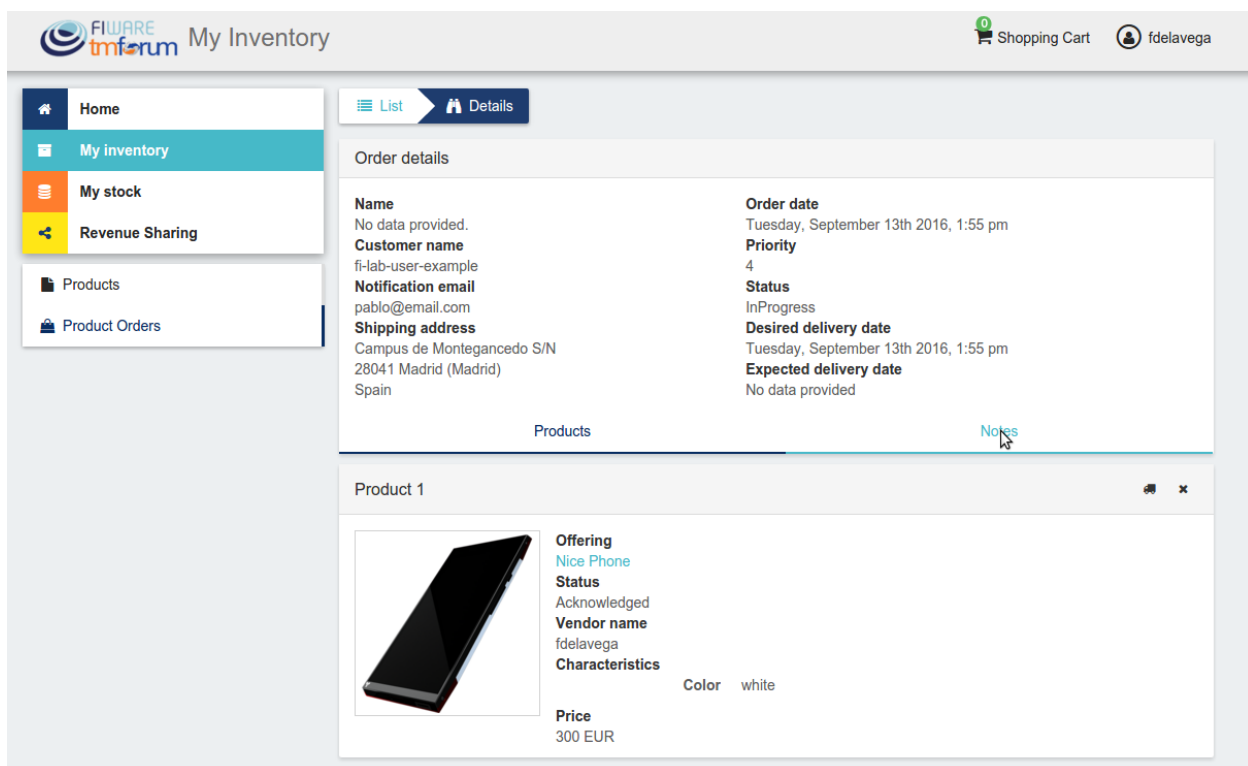 FIWARE
tmforum
My Inventory
0
Shopping Cart
fdelavega
Home
My inventory
My stock
Revenue Sharing
Products
Product Orders
List
Details
Order details
Name
No data provided.
Customer name
fi-lab-user-example
Notification email
pablo@email.com
Shipping address
Campus de Montegancedo S/N
28041 Madrid (Madrid)
Spain
Order date
Tuesday, September 13th 2016, 1:55 pm
Priority
4
Status
InProgress
Desired delivery date
Tuesday, September 13th 2016, 1:55 pm
Expected delivery date
No data provided
Products
Notes
Product 1
Offering
Nice Phone
Status
Acknowledged
Vendor name
fdelavega
Characteristics
Color white
Price
300 EUR